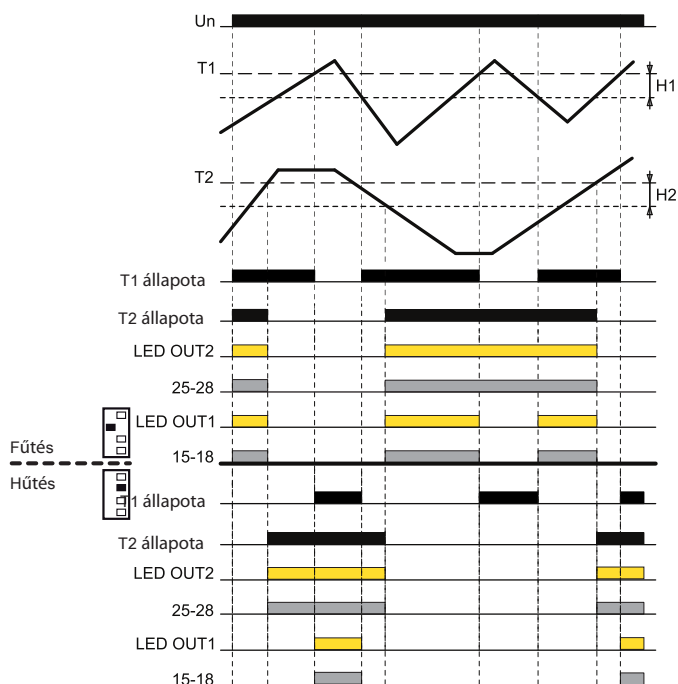 Un
T1
H1
T2
H2
T1 állapota
T2 állapota
LED OUT2
25-28
LED OUT1
15-18
Fűtés
Hűtés
T1 állapota
T2 állapota
LED OUT2
25-28
LED OUT1
15-18